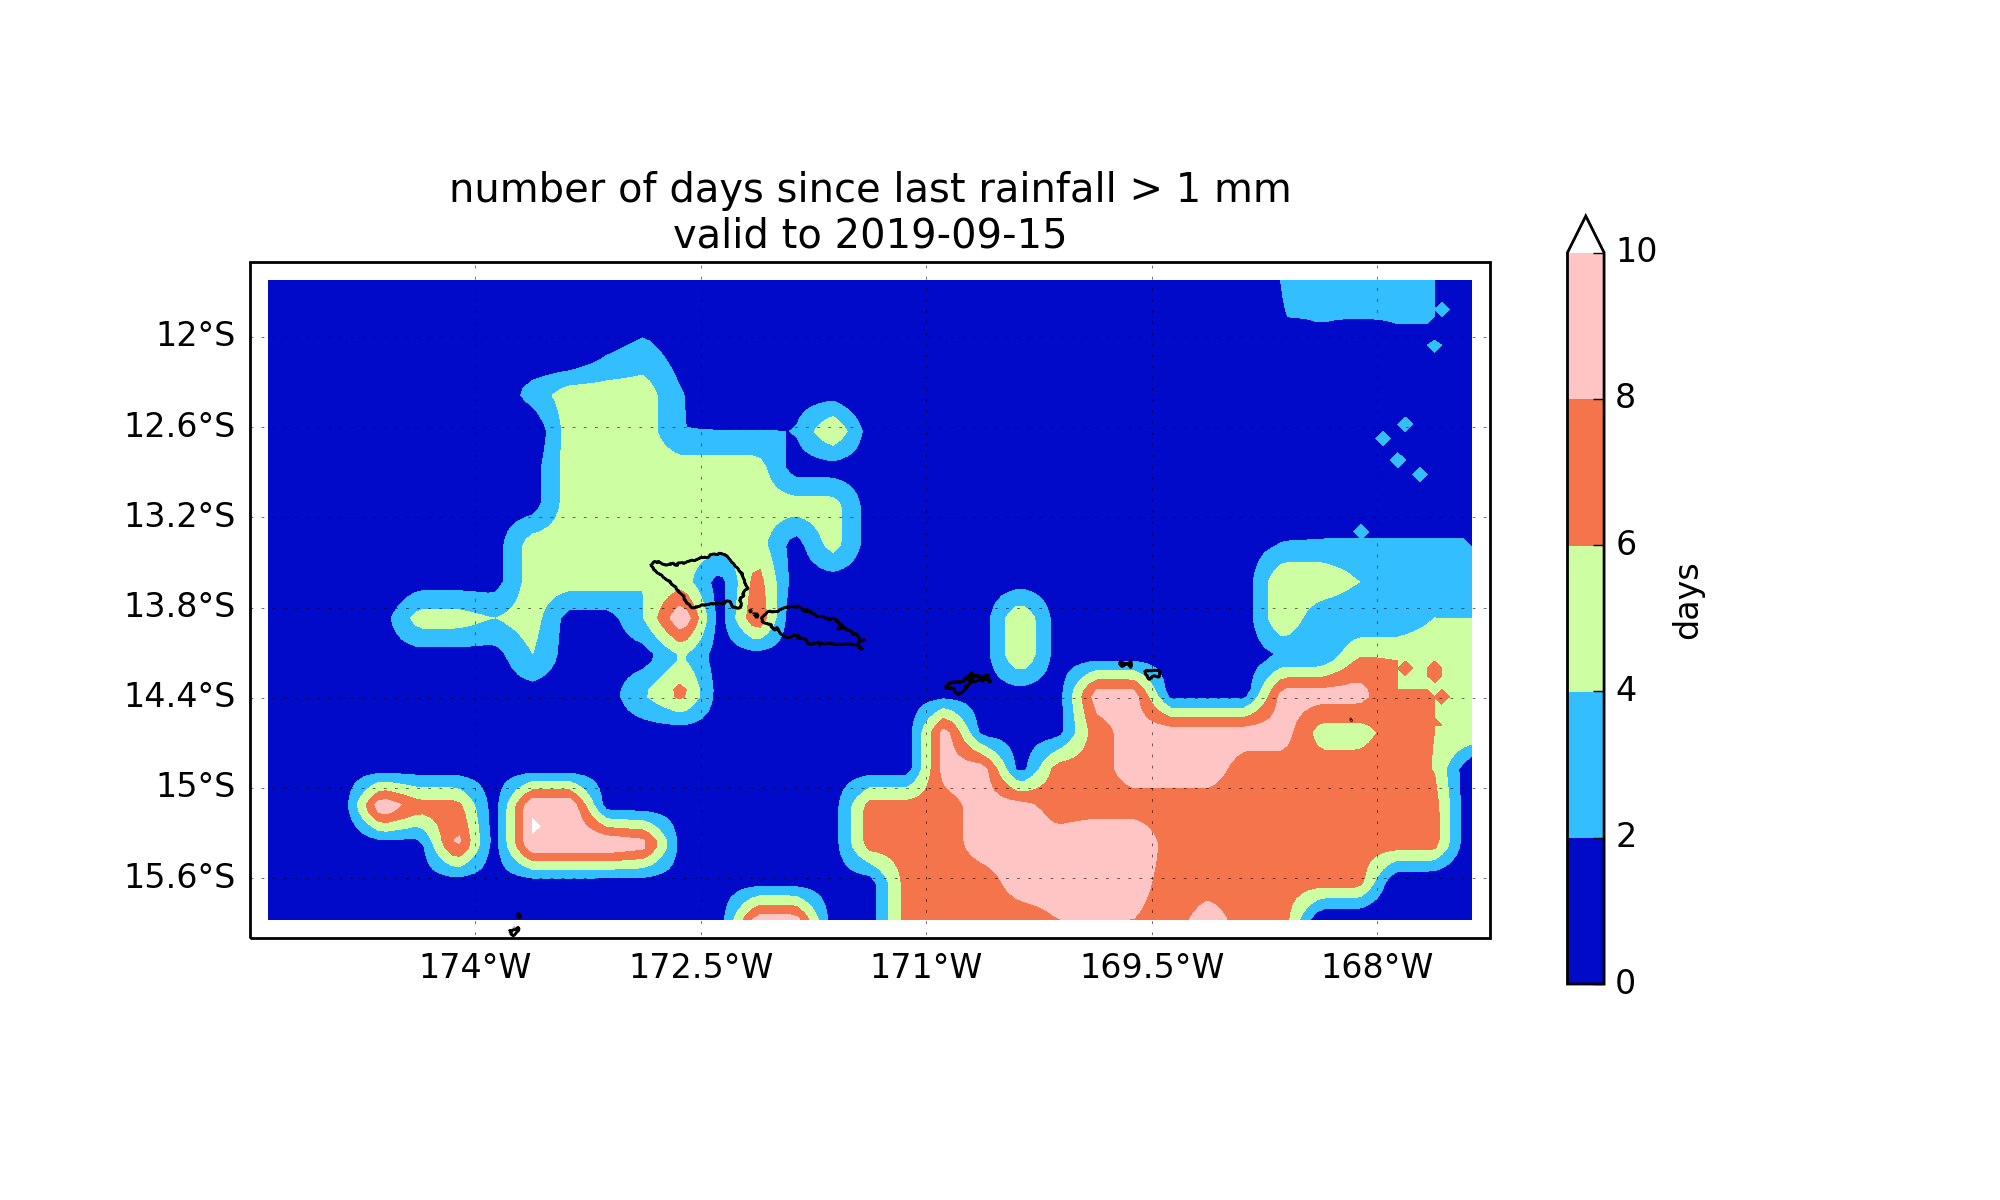 number of days since last rainfall > 1 mm
valid to 2019-09-15
12°S
12.6°S
13.2°S
13.8°S
14.4°S
15°S
15.6°S
174°W
172.5°W
171°W
169.5°W
168°W
10
8
6
4
2
0
days